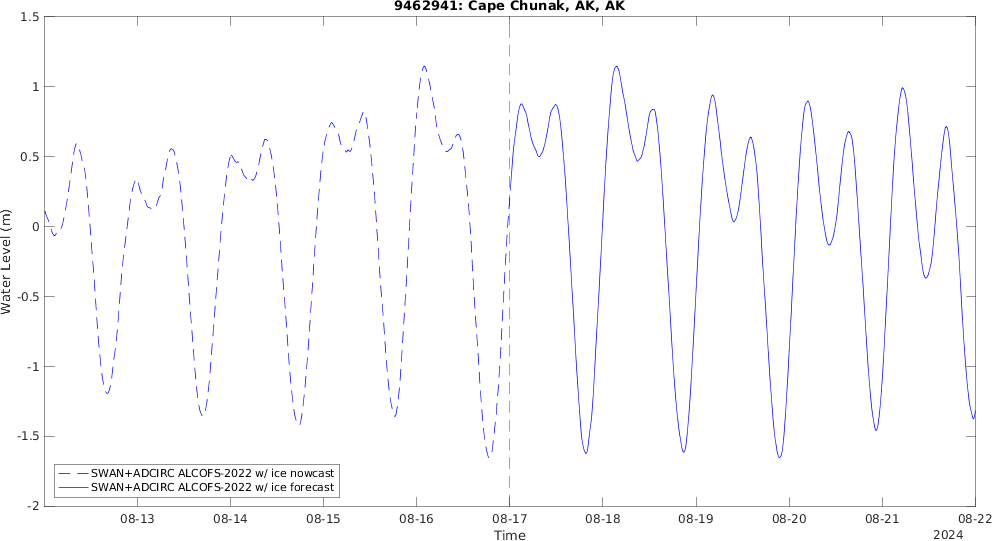 9462941: Cape Chunak, AK, AK
1.5
1
0.5
0
-0.5
-1
-1.5
-2
Water Level (m)
SWAN+ADCIRC ALCOFS-2022 w/ ice nowcast
SWAN+ADCIRC ALCOFS-2022 w/ ice forecast
08-13 08-14 08-15 08-16 08-17 08-18 08-19 08-20 08-21 08-22
Time
2024